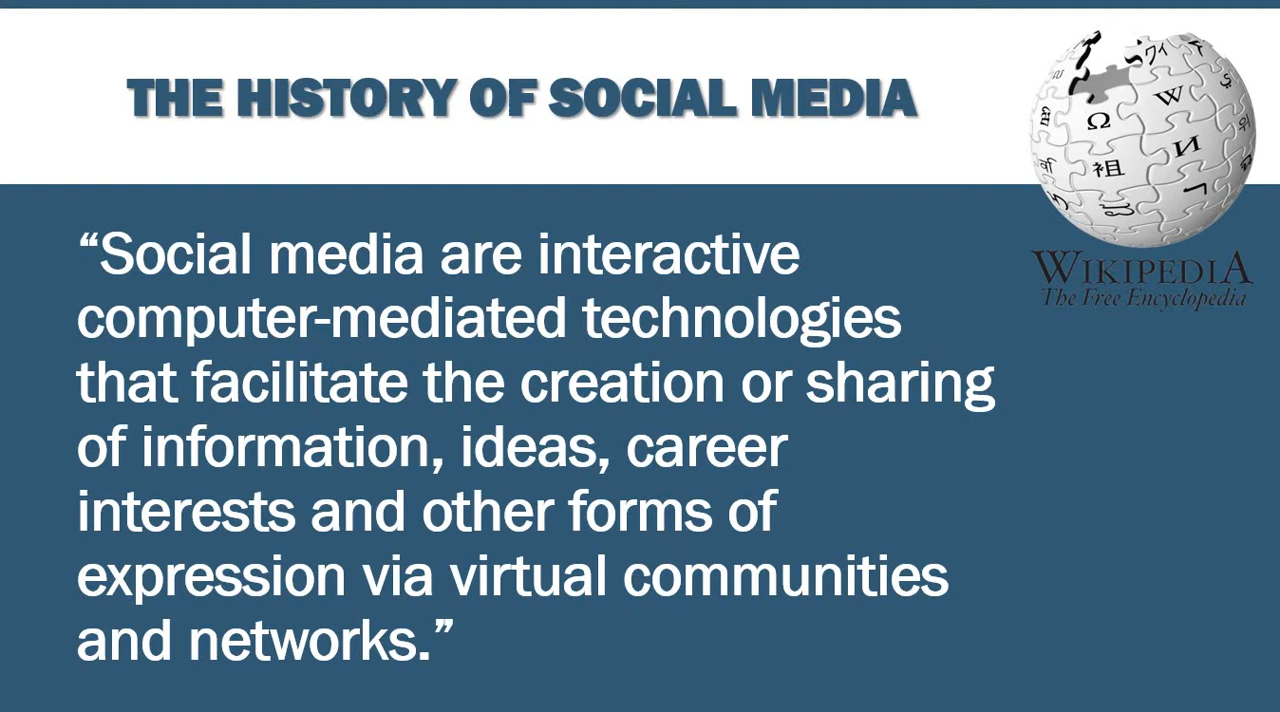 THE HISTORY OF SOCIAL MEDIA
WIKIPEDIA
The Free Encyclopedia
“Social media are interactive
computer-mediated technologies
that facilitate the creation or sharing
of information, ideas, career
interests and other forms of
expression via virtual communities
and networks.”